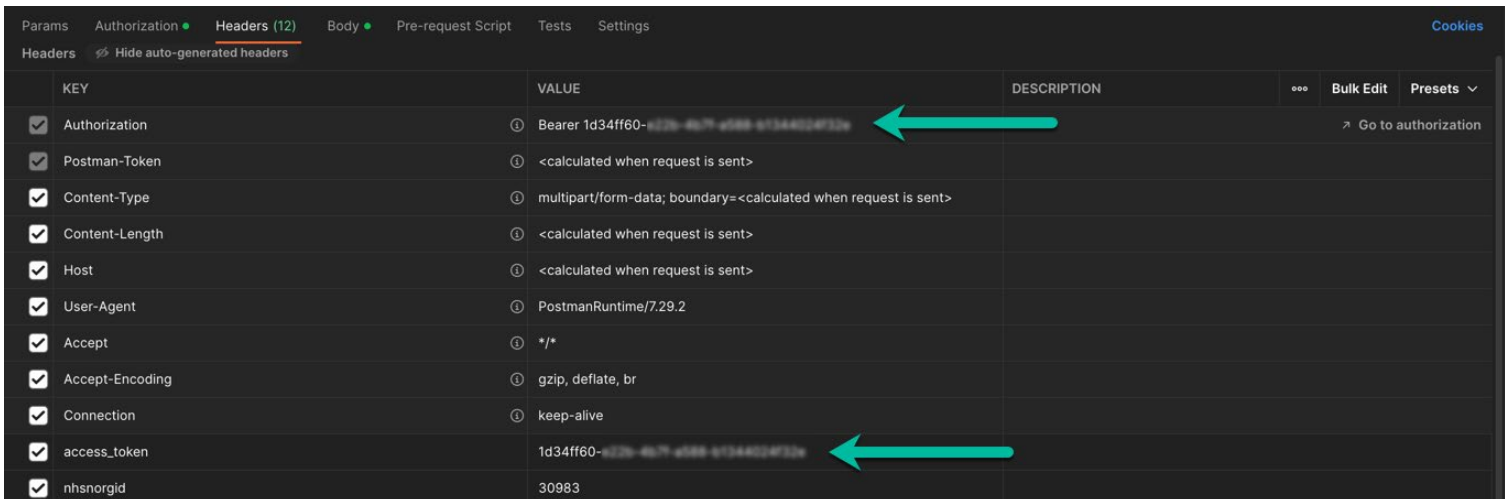 Params Authorization Headers (12) Body Pre-request Script Tests Settings Cookies
Headers Hide auto-generated headers
KEY VALUE DESCRIPTION ooo Bulk Edit Presets
Authorization Bearer 1d34ff60- Go to authorization
Postman-Token <calculated when request is sent>
Content-Type multipart/form-data; boundary=<calculated when request is sent>
Content-Length <calculated when request is sent>
Host <calculated when request is sent>
User-Agent PostmanRuntime/7.29.2
Accept */*
Accept-Encoding gzip, deflate, br
Connection keep-alive
access_token 1d34ff60-
nhsnorgid 30983